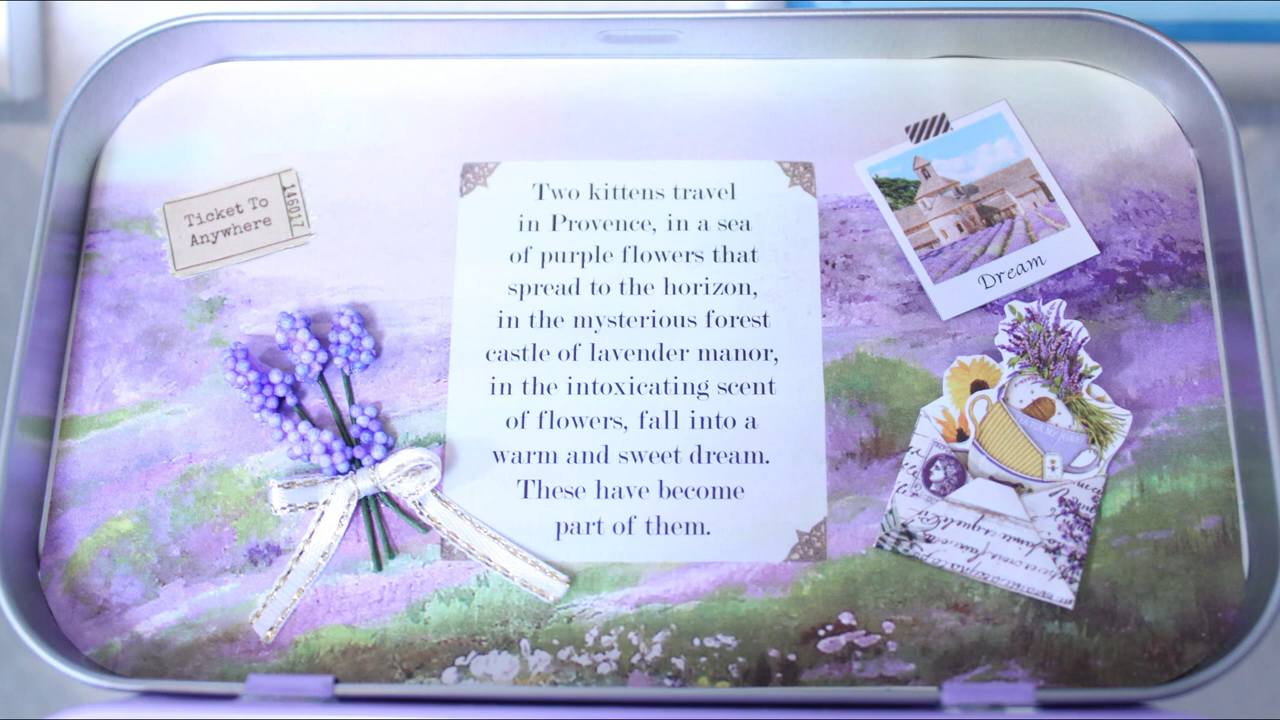 Ticket To
Anywhere
146017
Two kittens travel
in Provence, in a sea
of purple flowers that
spread to the horizon,
in the mysterious forest
castle of lavender manor,
in the intoxicating scent
of flowers, fall into a
warm and sweet dream.
These have become
part of them.
Dream